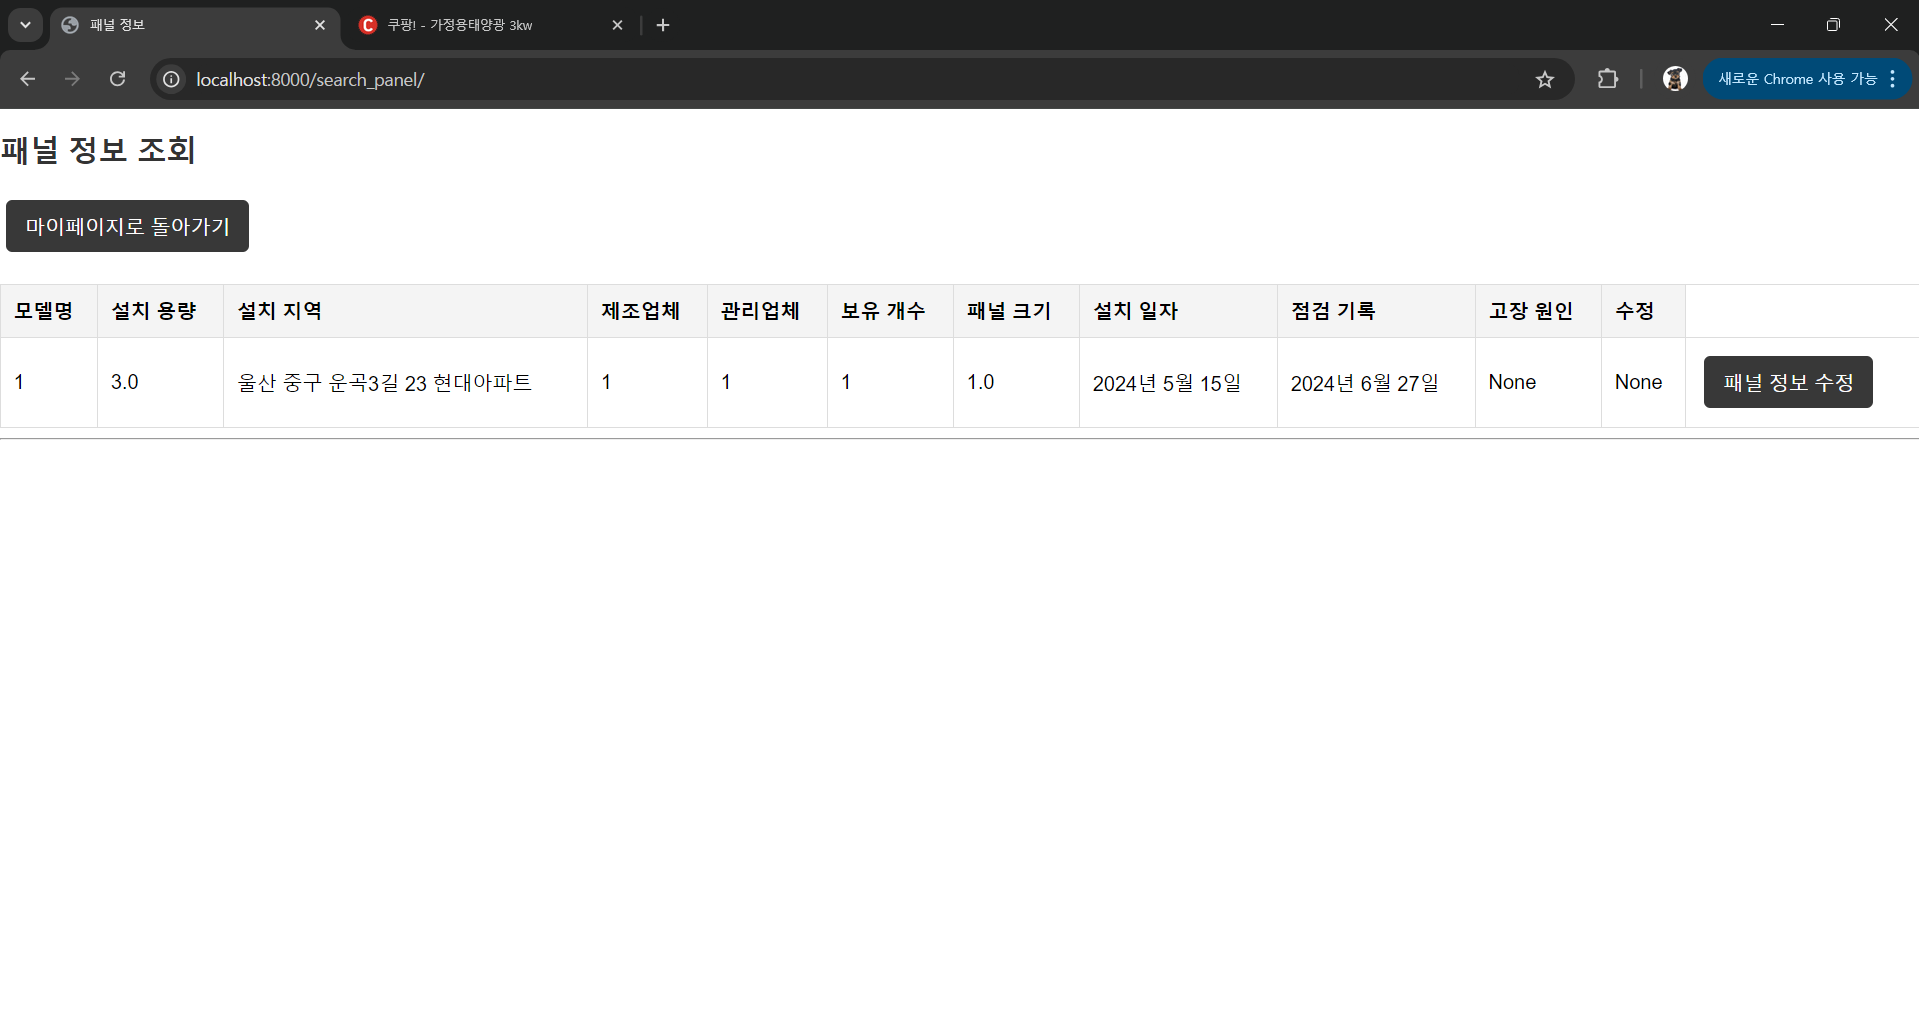 패널 정보
쿠팡! - 가정용태양광 3kw
localhost:8000/search_panel/
새로운 Chrome 사용 가능
패널 정보 조회
마이페이지로 돌아가기
모델명 설치 용량 설치 지역 제조업체 관리업체 보유 개수 패널 크기 설치 일자 점검 기록 고장 원인 수정
1 3.0 울산 중구 운곡3길 23 현대아파트 1 1 1 1.0 2024년 5월 15일 2024년 6월 27일 None None 패널 정보 수정